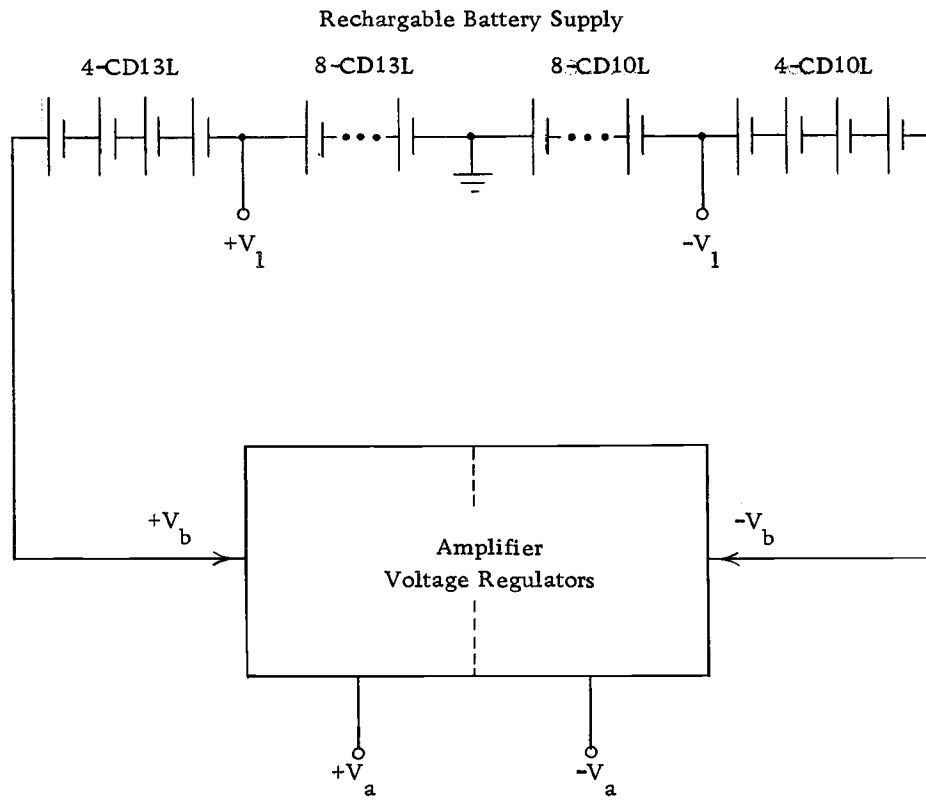 Rechargable Battery Supply
4-CD13L 8-CD13L 8-CD10L 4-CD10L
+V1 -V1
+Vb -Vb
Amplifier
Voltage Regulators
+Va -Va